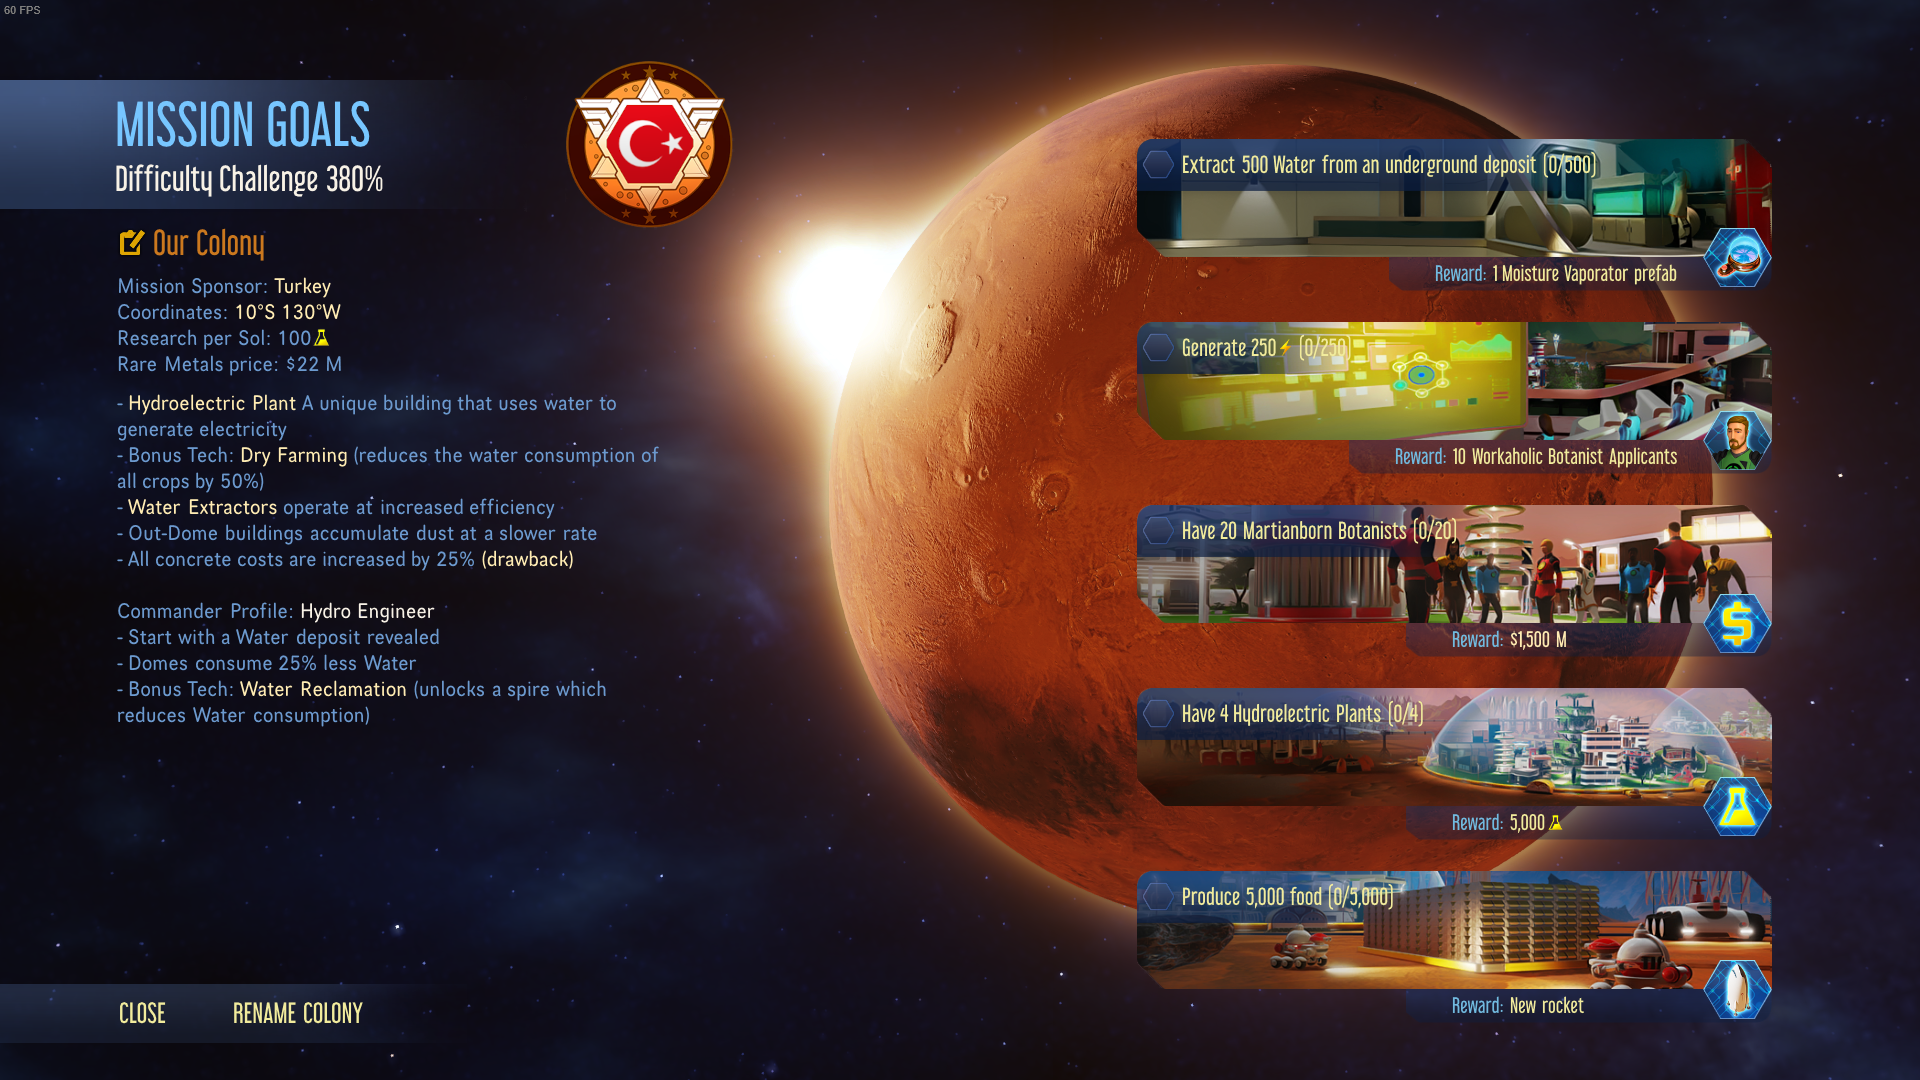 60 FPS
MISSION GOALS
Difficulty Challenge 380%
Our Colony
Mission Sponsor: Turkey
Coordinates: 10°S 130°W
Research per Sol: 100
Rare Metals price: $22 M
- Hydroelectric Plant A unique building that uses water to
generate electricity
- Bonus Tech: Dry Farming (reduces the water consumption of
all crops by 50%)
- Water Extractors operate at increased efficiency
- Out-Dome buildings accumulate dust at a slower rate
- All concrete costs are increased by 25% (drawback)
Commander Profile: Hydro Engineer
- Start with a Water deposit revealed
- Domes consume 25% less Water
- Bonus Tech: Water Reclamation (unlocks a spire which
reduces Water consumption)
CLOSE
RENAME COLONY
Extract 500 Water from an underground deposit (0/500)
Reward: 1 Moisture Vaporator prefab
Generate 250 (0/250)
Reward: 10 Workaholic Botanist Applicants
Have 20 Martianborn Botanists (0/20)
Reward: $1,500 M
Have 4 Hydroelectric Plants (0/4)
Reward: 5,000
Produce 5,000 food (0/5,000)
Reward: New rocket